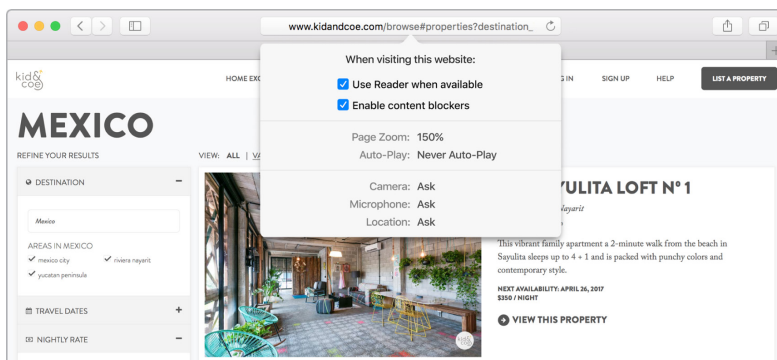 www.kidandcoe.com/browse#properties?destination_
When visiting this website:
Use Reader when available
Enable content blockers
Page Zoom: 150%
Auto-Play: Never Auto-Play
Camera: Ask
Microphone: Ask
Location: Ask
kid&
coe
HOME
IN
SIGN UP
HELP
LIST A PROPERTY
MEXICO
REFINE YOUR RESULTS
VIEW: ALL |
DESTINATION
Mexico
AREAS IN MEXICO
mexico city
riviera nayarit
yucatan peninsula
TRAVEL DATES
NIGHTLY RATE
LOFT Nº 1
Nayarit
This vibrant family apartment a 2-minute walk from the beach in
Sayulita sleeps up to 4 + 1 and is packed with punchy colors and
contemporary style.
NEXT AVAILABILITY: APRIL 26, 2017
$350 / NIGHT
VIEW THIS PROPERTY
kid&
coe